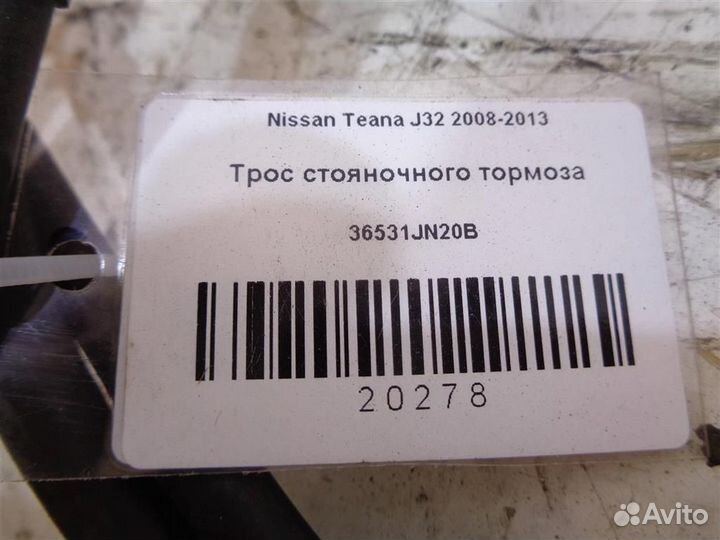 Nissan Teana J32 2008-2013
Трос стояночного тормоза
36531JN20B
20278
Avito